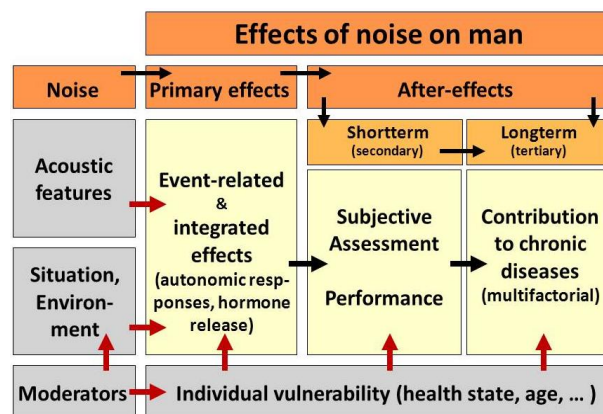 Effects of noise on man
Noise
Primary effects
After-effects
Shortterm
(secondary)
Longterm
(tertiary)
Acoustic
features
Situation,
Environ-
ment
Event-related
&
integrated
effects
(autonomic resp-
ponses, hormone
release)
Subjective
Assessment
Performance
Contribution
to chronic
diseases
(multifactorial)
Moderators
Individual vulnerability (health state, age, ... )